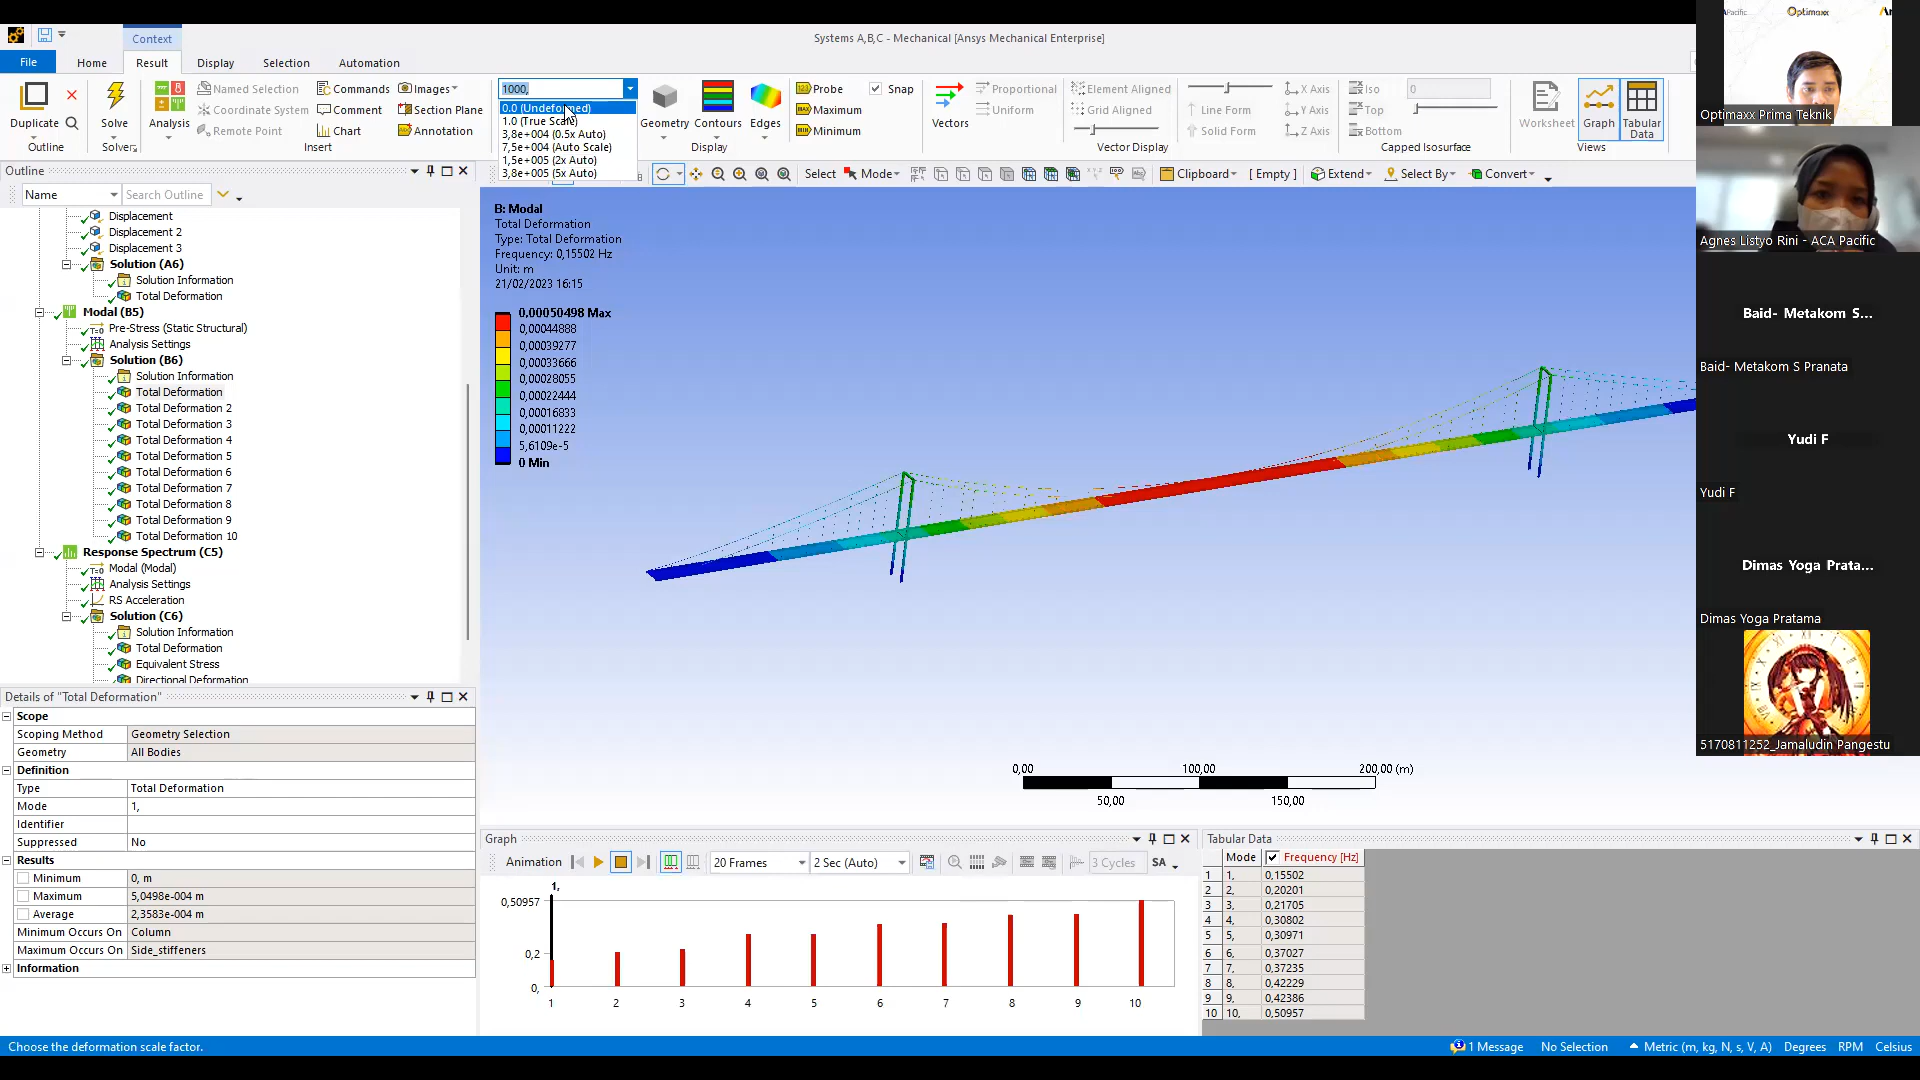 Systems A,B,C - Mechanical [Ansys Mechanical Enterprise]
Context
File
Home
Result
Display
Selection
Automation
Duplicate
Outline
Solve
Solver
Analysis
Named Selection
Coordinate System
Remote Point
Commands
Comment
Chart
Images
Section Plane
Annotation
Insert
1000,
0.0 (Undeformed)
1.0 (True Scale)
3,8e+004 (0.5x Auto)
7,5e+004 (Auto Scale)
1,5e+005 (2x Auto)
3,8e+005 (5x Auto)
Geometry
Contours
Edges
Display
Probe
Maximum
Minimum
Snap
Vectors
Proportional
Uniform
Element Aligned
Grid Aligned
Line Form
Solid Form
X Axis
Y Axis
Z Axis
Vector Display
Iso
Top
Bottom
0
Capped Isosurface
Worksheet
Graph
Tabular
Data
Views
Select
Mode
Clipboard
[ Empty ]
Extend
Select By
Convert
Outline
Name
Search Outline
Displacement
Displacement 2
Displacement 3
Solution (A6)
Solution Information
Total Deformation
Modal (B5)
Pre-Stress (Static Structural)
Analysis Settings
Solution (B6)
Solution Information
Total Deformation
Total Deformation 2
Total Deformation 3
Total Deformation 4
Total Deformation 5
Total Deformation 6
Total Deformation 7
Total Deformation 8
Total Deformation 9
Total Deformation 10
Response Spectrum (C5)
Modal (Modal)
Analysis Settings
RS Acceleration
Solution (C6)
Solution Information
Total Deformation
Equivalent Stress
Directional Deformation
Details of "Total Deformation"
Scope
Scoping Method Geometry Selection
Geometry All Bodies
Definition
Type Total Deformation
Mode 1,
Identifier
Suppressed No
Results
Minimum 0, m
Maximum 5,0498e-004 m
Average 2,3583e-004 m
Minimum Occurs On Column
Maximum Occurs On Side_stiffeners
Information
B: Modal
Total Deformation
Type: Total Deformation
Frequency: 0,15502 Hz
Unit: m
21/02/2023 16:15
0,00050498 Max
0,00044888
0,00039277
0,00033666
0,00028055
0,00022444
0,00016833
0,00011222
5,6109e-5
0 Min
0,00 100,00 200,00 (m)
50,00 150,00
Graph
Animation
20 Frames
2 Sec (Auto)
3 Cycles
SA
1,
0,50957
0,2
0,
1 2 3 4 5 6 7 8 9 10
Tabular Data
Mode Frequency [Hz]
1 1, 0,15502
2 2, 0,20201
3 3, 0,21705
4 4, 0,30802
5 5, 0,30971
6 6, 0,37027
7 7, 0,37235
8 8, 0,42229
9 9, 0,42386
10 10, 0,50957
Choose the deformation scale factor.
1 Message
No Selection
Metric (m, kg, N, s, V, A)
Degrees
RPM
Celsius
Optimaxx
Optimaxx Prima Teknik
Agnes Listyo Rini - ACA Pacific
Baid- Metakom S...
Baid- Metakom S Pranata
Yudi F
Yudi F
Dimas Yoga Prata...
Dimas Yoga Pratama
5170811252_Jamaludin Pangestu